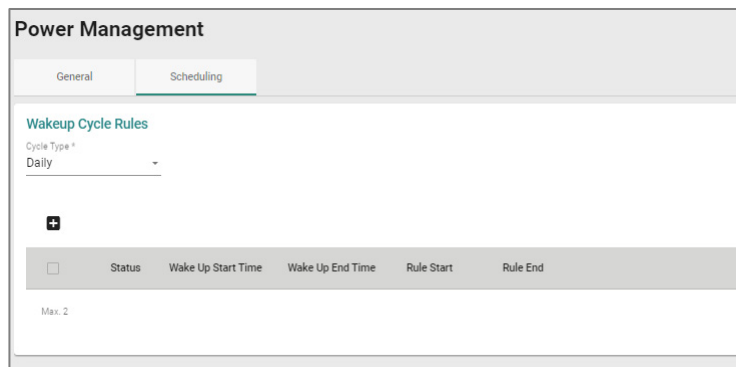 Power Management
General Scheduling
Wakeup Cycle Rules
Cycle Type *
Daily
Status Wake Up Start Time Wake Up End Time Rule Start Rule End
Max. 2